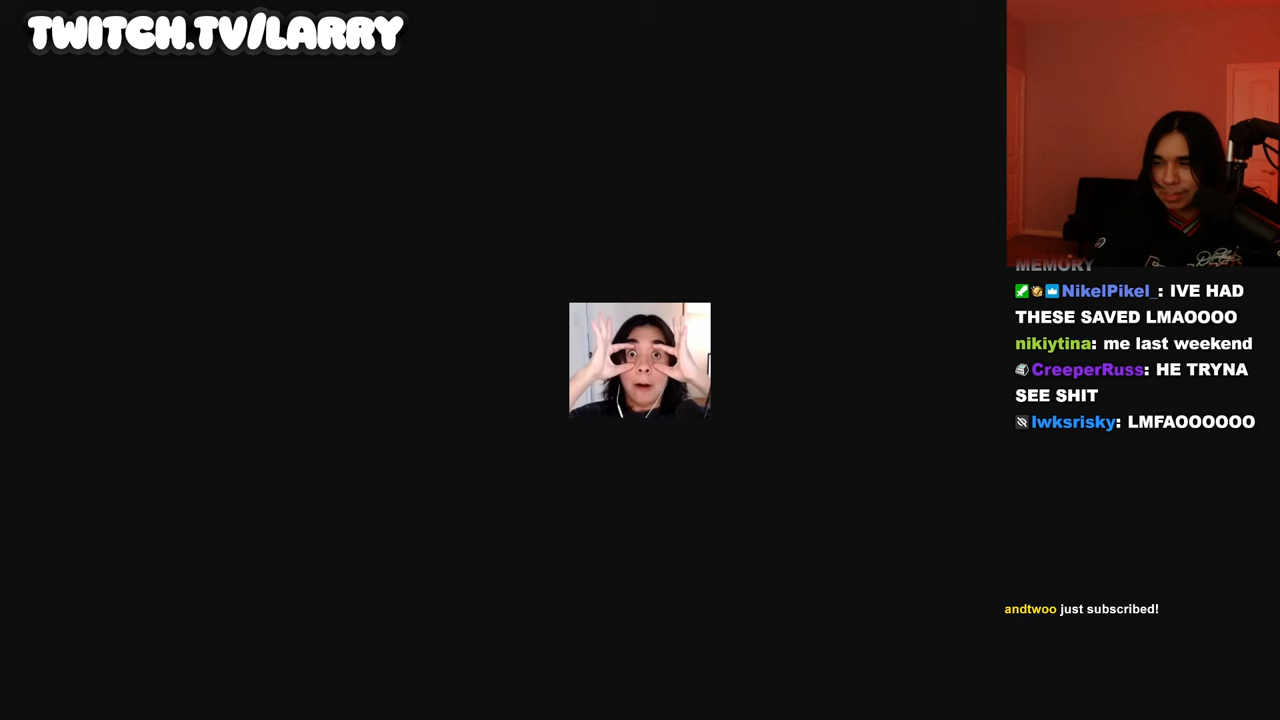 TWITCH.TV/LARRY
MEMORY
NikelPikel_: IVE HAD
THESE SAVED LMAOOOO
nikiytina: me last weekend
CreeperRuss: HE TRYNA
SEE SHIT
lwksrisky: LMFAOOOOOO
andtwoo just subscribed!